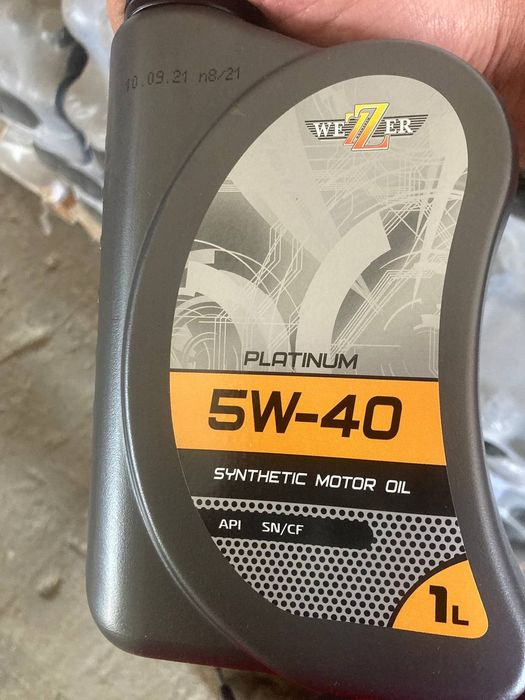 10.09.21 n8/21
WEZZER
PLATINUM
5W-40
SYNTHETIC MOTOR OIL
API SN/CF
1L